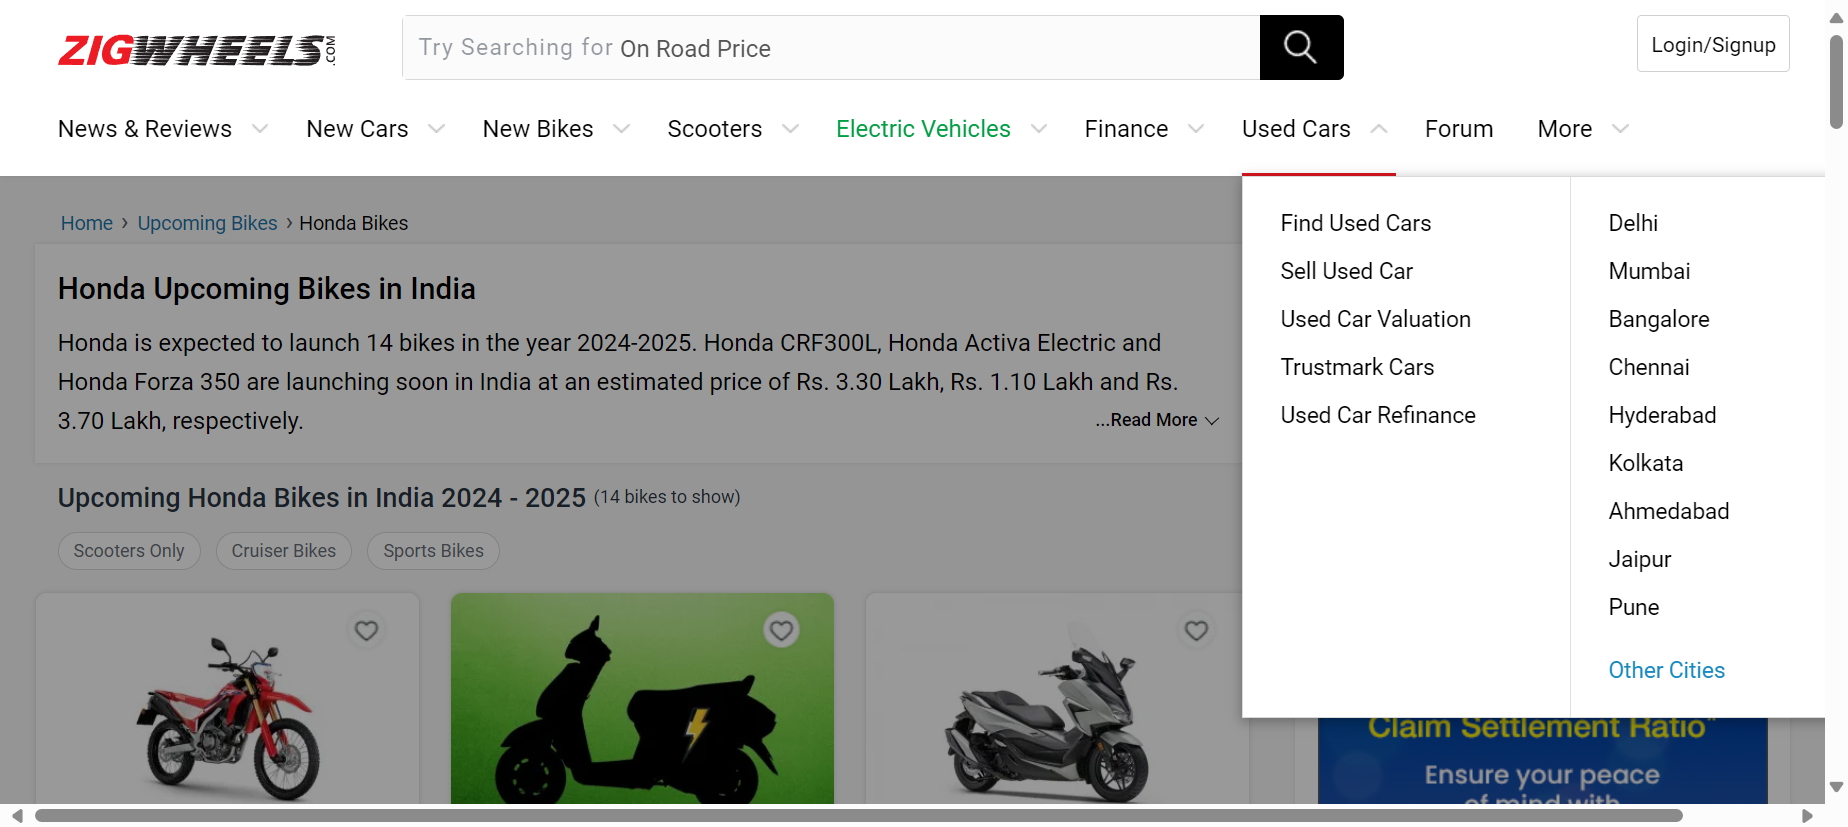 ZIGWHEELS.COM
Try Searching for On Road Price
Login/Signup
News & Reviews
New Cars
New Bikes
Scooters
Electric Vehicles
Finance
Used Cars
Forum
More
Home › Upcoming Bikes › Honda Bikes
Honda Upcoming Bikes in India
Honda is expected to launch 14 bikes in the year 2024-2025. Honda CRF300L, Honda Activa Electric and
Honda Forza 350 are launching soon in India at an estimated price of Rs. 3.30 Lakh, Rs. 1.10 Lakh and Rs.
3.70 Lakh, respectively.
...Read More
Upcoming Honda Bikes in India 2024 - 2025 (14 bikes to show)
Scooters Only
Cruiser Bikes
Sports Bikes
Find Used Cars
Sell Used Car
Used Car Valuation
Trustmark Cars
Used Car Refinance
Delhi
Mumbai
Bangalore
Chennai
Hyderabad
Kolkata
Ahmedabad
Jaipur
Pune
Other Cities
Claim Settlement Ratio
Ensure your peace
of mind with